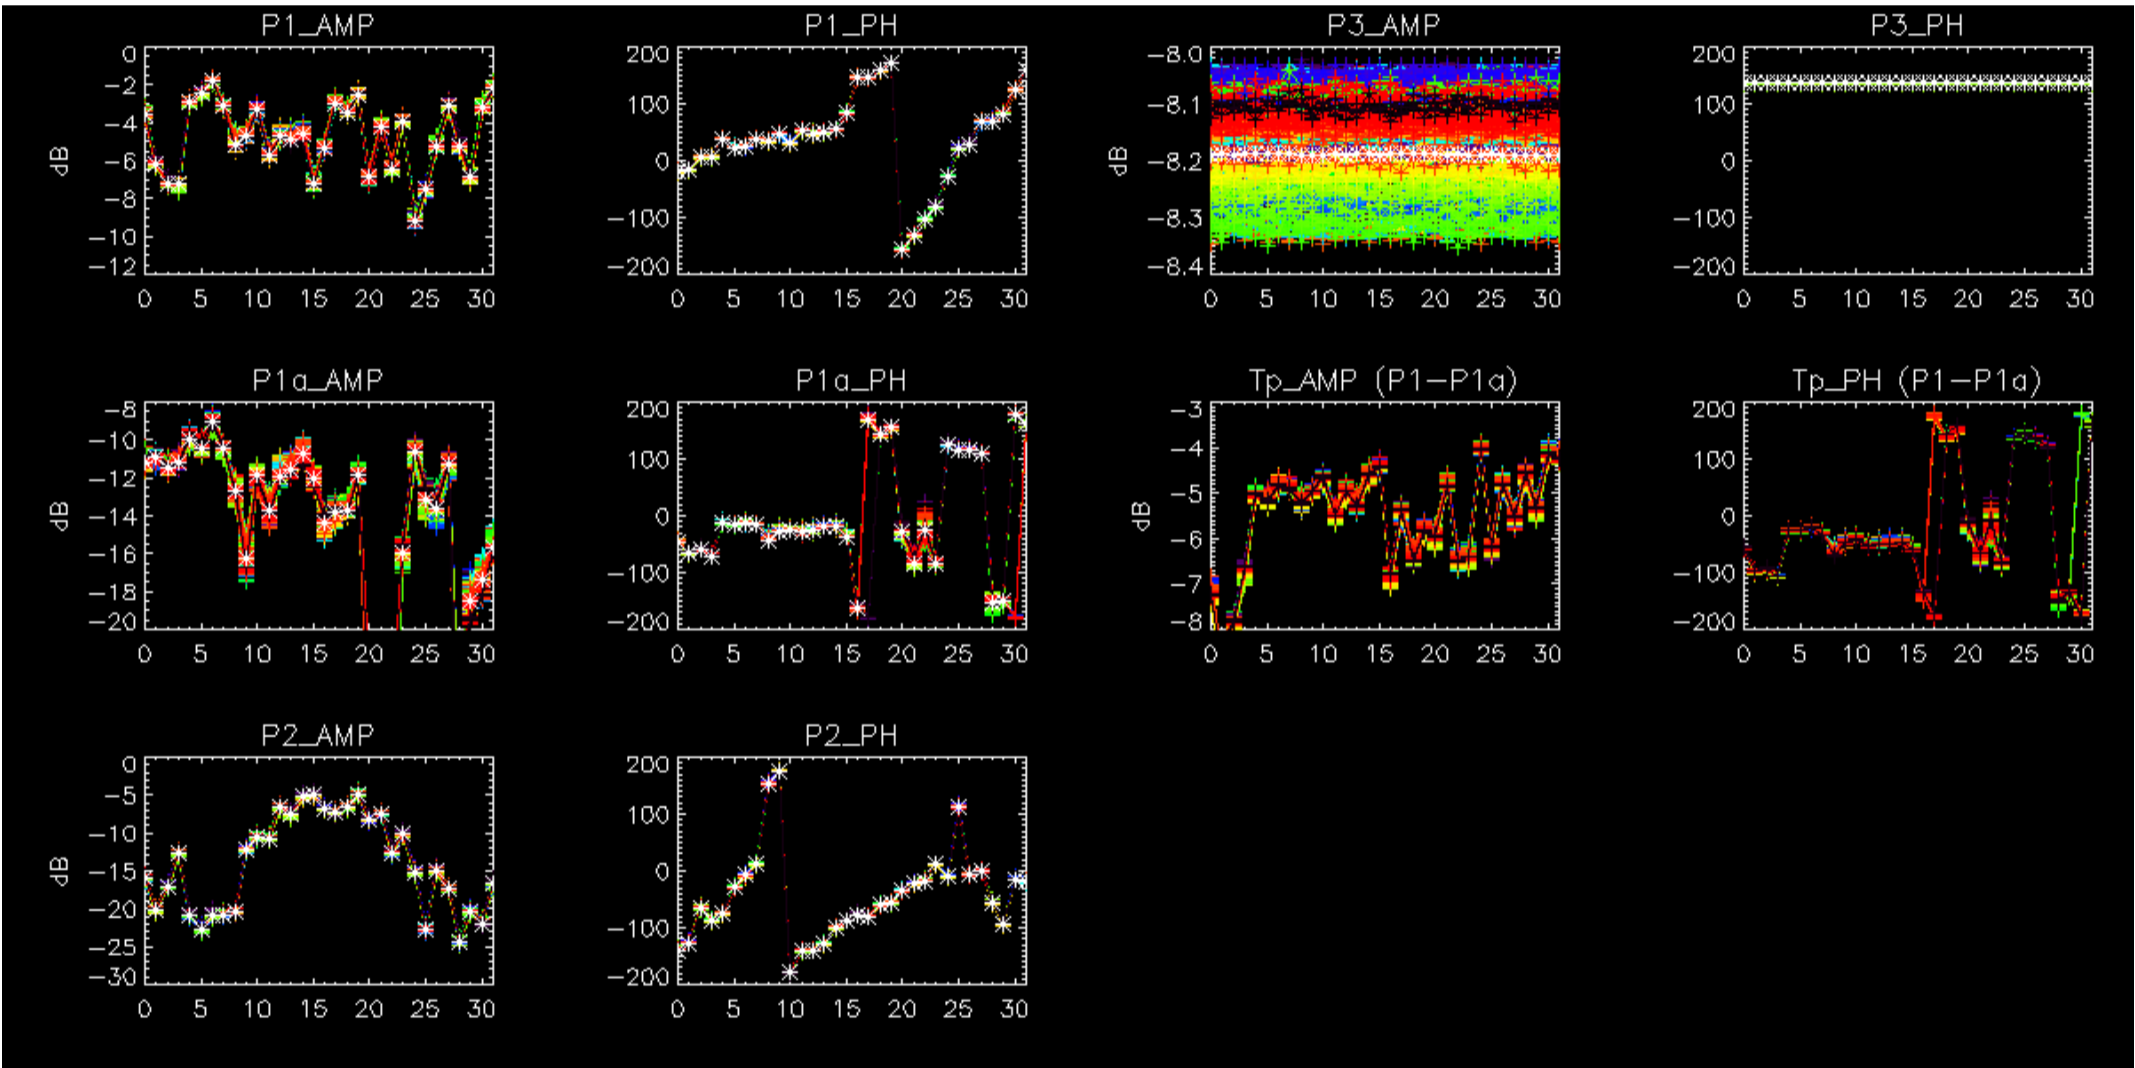 P1_AMP P1_PH P3_AMP P3_PH
0 200 -8.0 200
-2 100 -8.1 100
-4 0 -8.2 0
-6 -100 -8.3 -100
-8 -200 -8.4 -200
-10
-12
dB dB
0 5 10 15 20 25 30 0 5 10 15 20 25 30 0 5 10 15 20 25 30 0 5 10 15 20 25 30
P1a_AMP P1a_PH Tp_AMP (P1-P1a) Tp_PH (P1-P1a)
-8 200 -3 200
-10 100 -4 100
-12 0 -5 0
-14 -100 -6 -100
-16 -200 -7 -200
-18 -8
-20
dB dB
0 5 10 15 20 25 30 0 5 10 15 20 25 30 0 5 10 15 20 25 30 0 5 10 15 20 25 30
P2_AMP P2_PH
0 200
-5 100
-10 0
-15 -100
-20 -200
-25
-30
dB
0 5 10 15 20 25 30 0 5 10 15 20 25 30